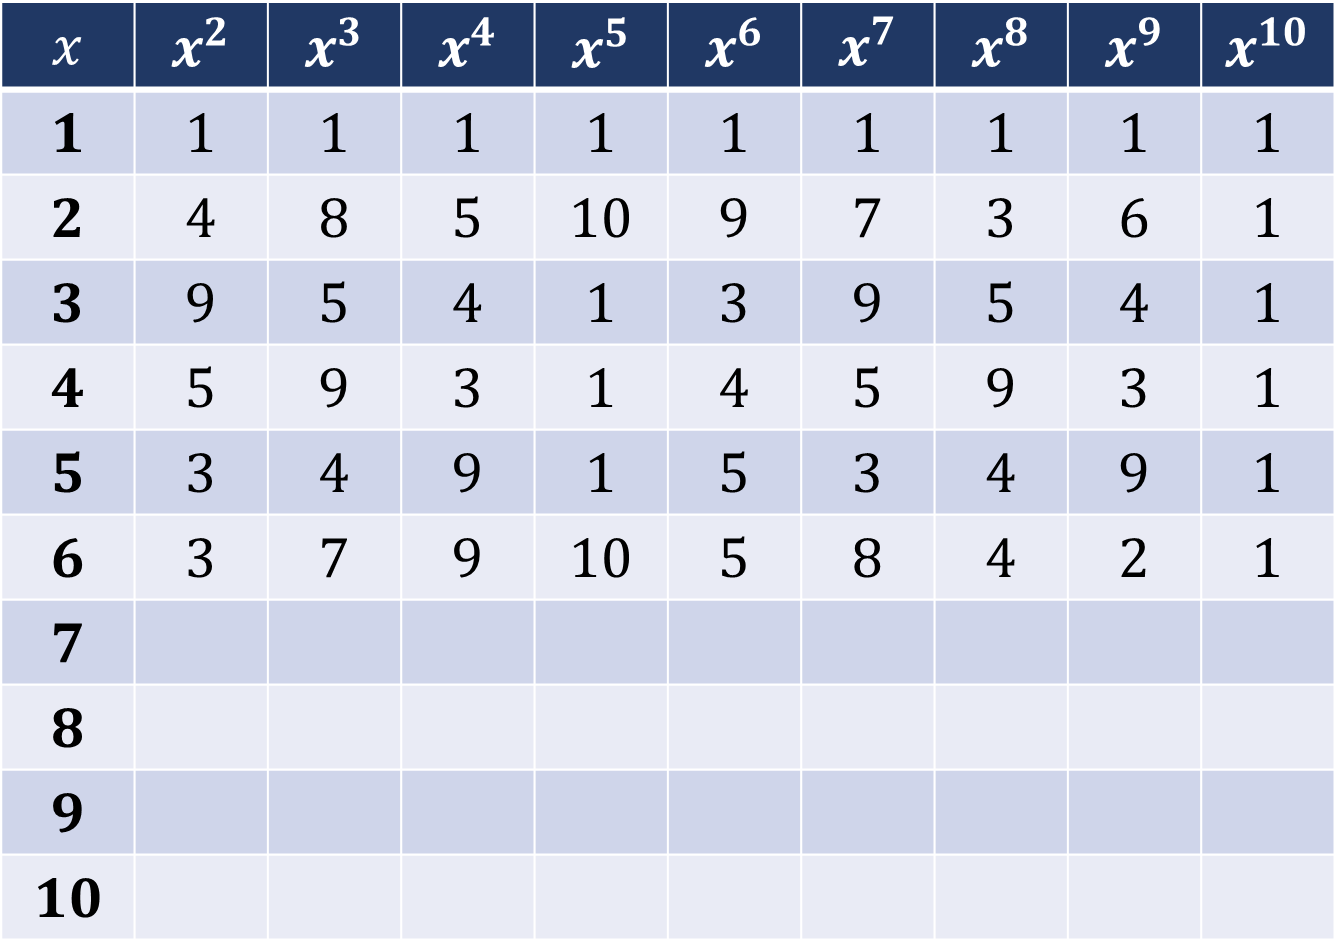 x x² x³ x⁴ x⁵ x⁶ x⁷ x⁸ x⁹ x¹⁰
1 1 1 1 1 1 1 1 1 1
2 4 8 5 10 9 7 3 6 1
3 9 5 4 1 3 9 5 4 1
4 5 9 3 1 4 5 9 3 1
5 3 4 9 1 5 3 4 9 1
6 3 7 9 10 5 8 4 2 1
7
8
9
10